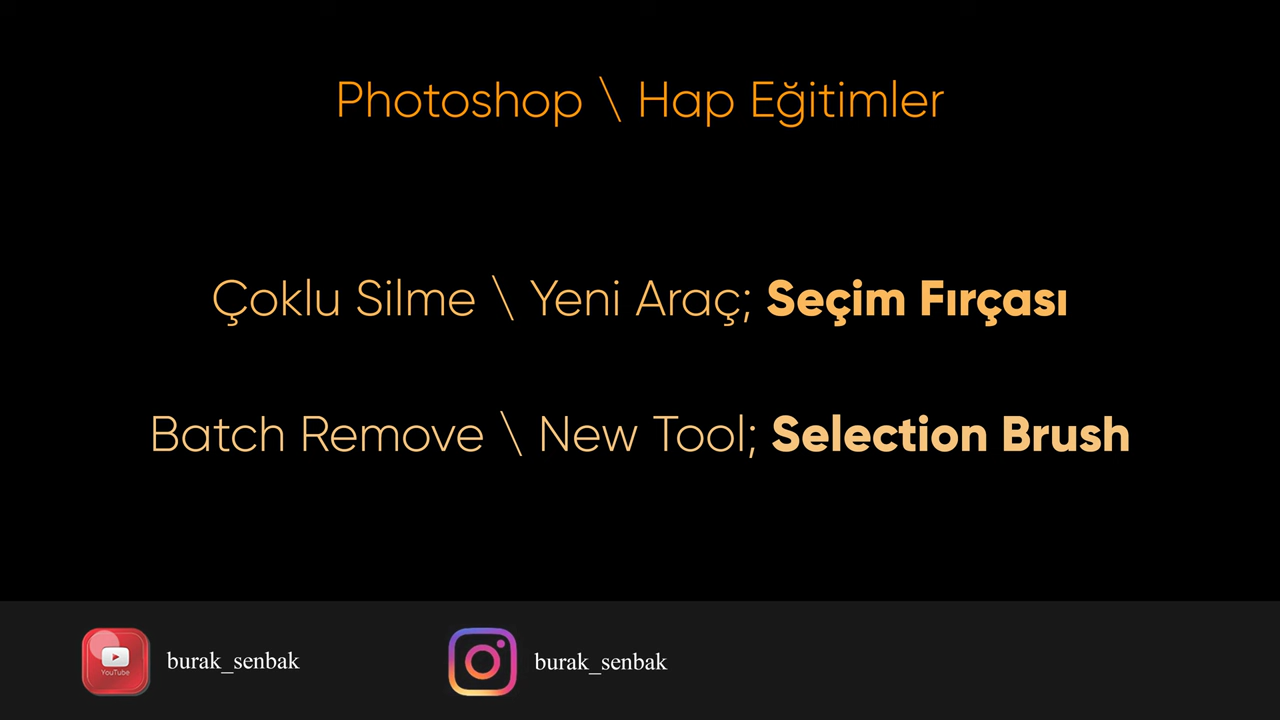 Photoshop \ Hap Eğitimler
Çoklu Silme \ Yeni Araç; Seçim Fırçası
Batch Remove \ New Tool; Selection Brush
YouTube
burak_senbak
burak_senbak